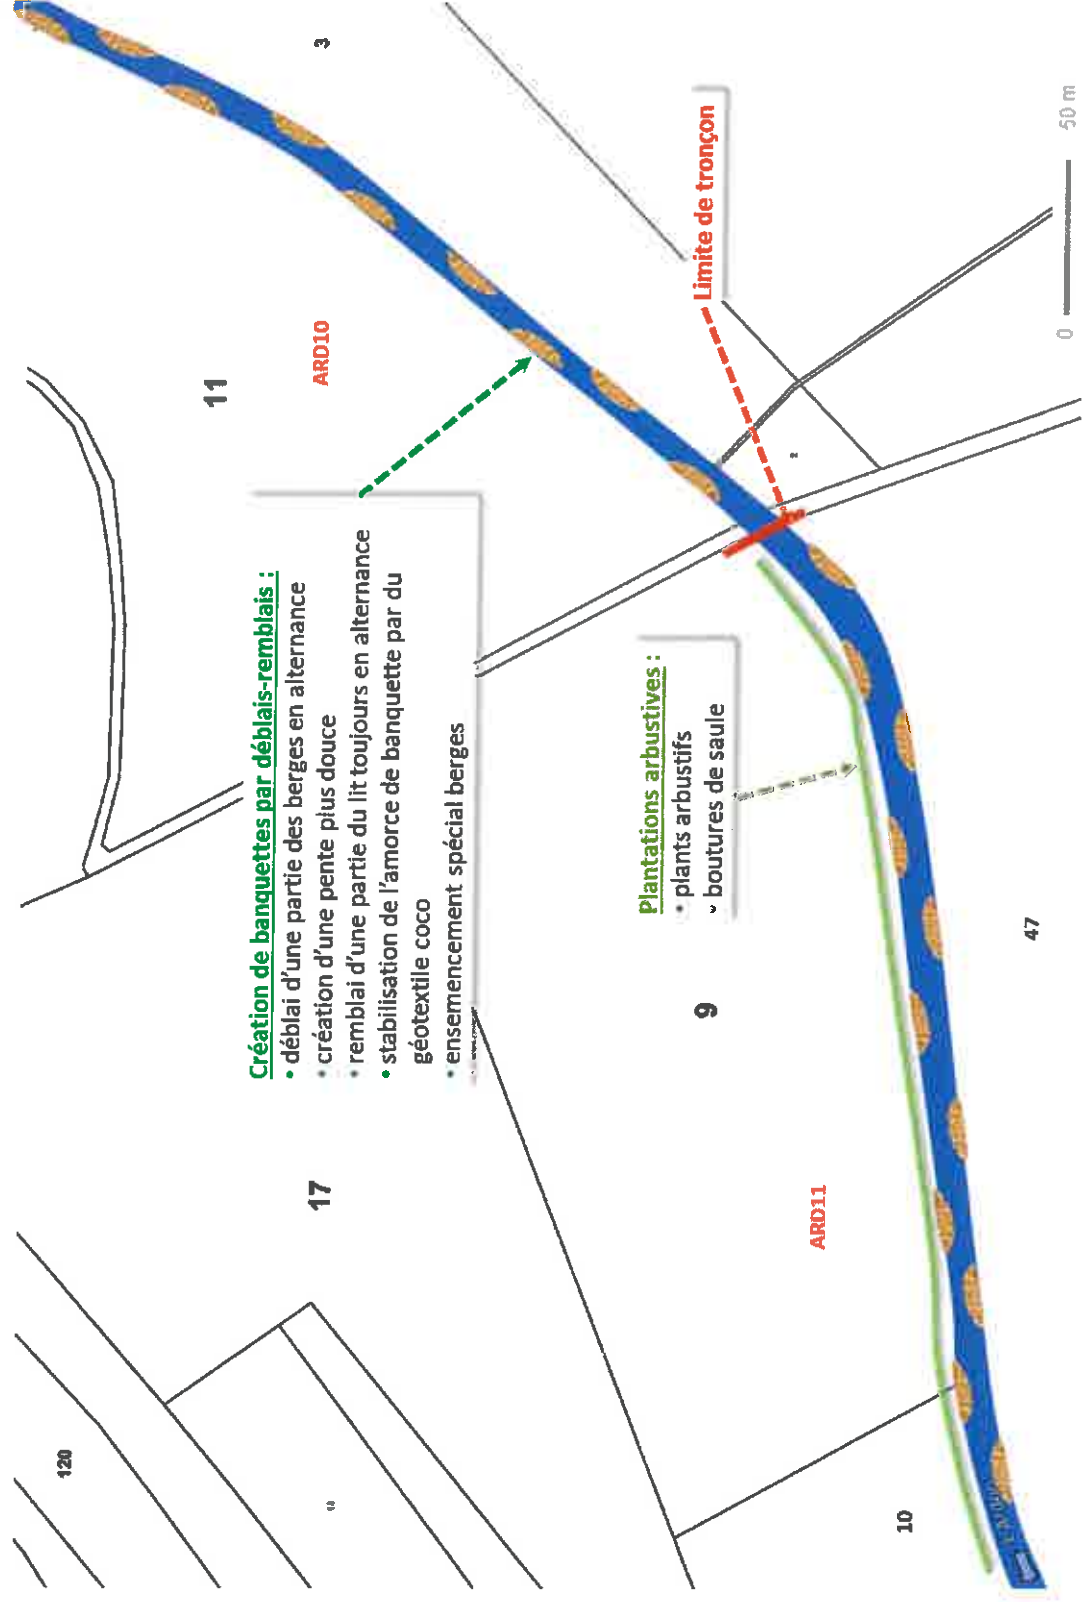 Création de banquettes par déblais-remblais :
• déblai d'une partie des berges en alternance
• création d'une pente plus douce
• remblai d'une partie du lit toujours en alternance
• stabilisation de l'amorce de banquette par du
géotextile coco
• ensemencement spécial berges
Plantations arbustives :
• plants arbustifs
• boutures de saule
Limite de tronçon
ARD10
ARD11
120
17
11
3
9
10
47
2
0 50 m